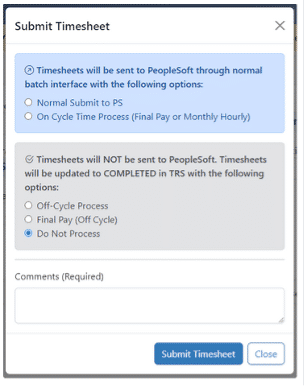 Submit Timesheet
Timesheets will be sent to PeopleSoft through normal
batch interface with the following options:
Normal Submit to PS
On Cycle Time Process (Final Pay or Monthly Hourly)
Timesheets will NOT be sent to PeopleSoft. Timesheets
will be updated to COMPLETED in TRS with the following
options:
Off-Cycle Process
Final Pay (Off Cycle)
Do Not Process
Comments (Required)
Submit Timesheet
Close